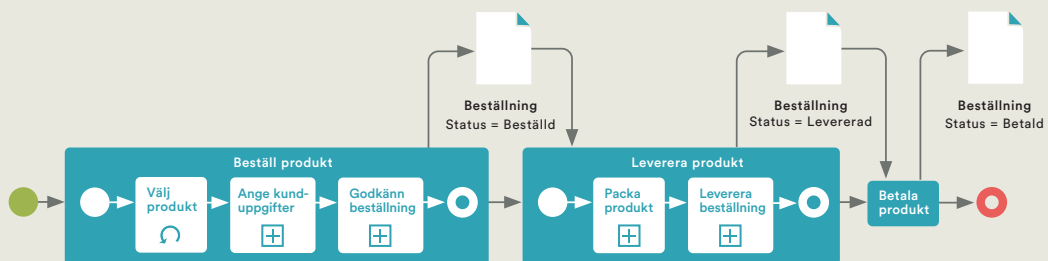 Beställning
Status = Beställd
Beställning
Status = Levererad
Beställning
Status = Betald
Beställ produkt
Välj
produkt
Ange kund-
uppgifter
Godkänn
beställning
Leverera produkt
Packa
produkt
Leverera
beställning
Betala
produkt